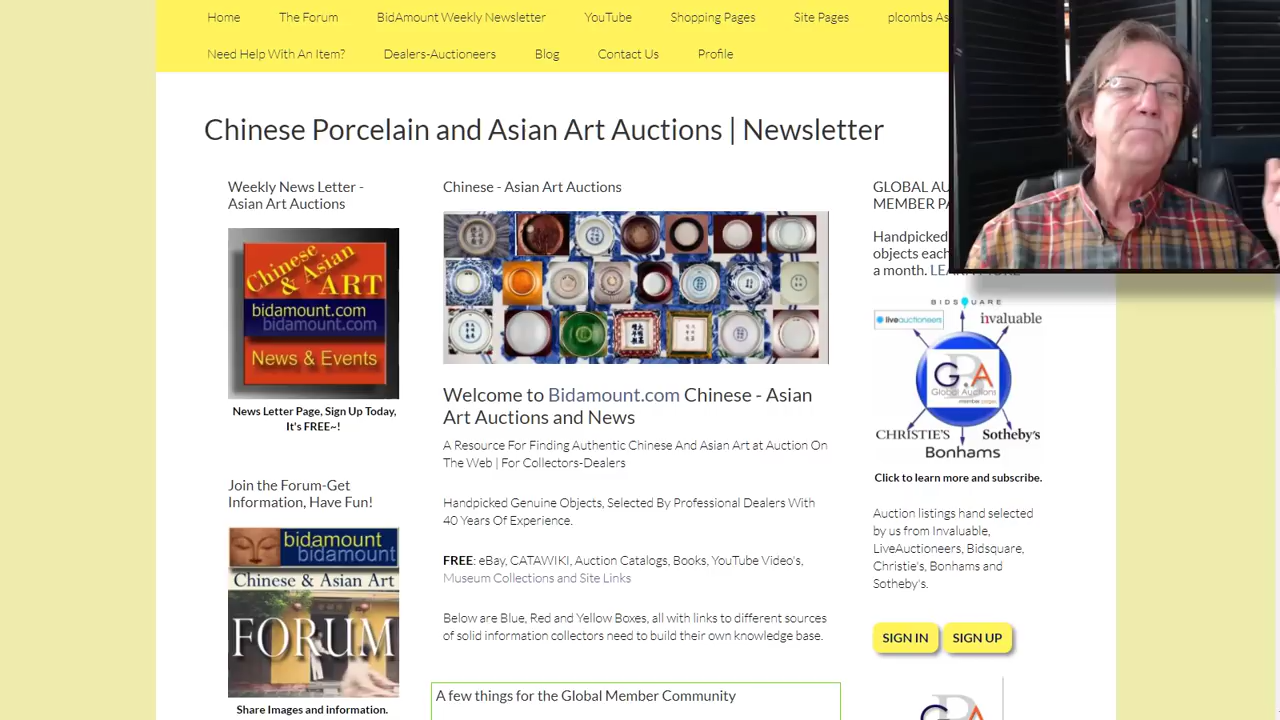 Home The Forum BidAmount Weekly Newsletter YouTube Shopping Pages Site Pages plcombs As
Need Help With An Item? Dealers-Auctioneers Blog Contact Us Profile
Chinese Porcelain and Asian Art Auctions | Newsletter
Weekly News Letter -
Asian Art Auctions
Chinese & Asian
& ART
bidamount.com
bidamount.com
News & Events
News Letter Page, Sign Up Today,
It's FREE~!
Join the Forum-Get
Information, Have Fun!
bidamount
bidamount
Chinese & Asian Art
FORUM
Share Images and information.
Chinese - Asian Art Auctions
Welcome to Bidamount.com Chinese - Asian
Art Auctions and News
A Resource For Finding Authentic Chinese And Asian Art at Auction On
The Web | For Collectors-Dealers
Handpicked Genuine Objects, Selected By Professional Dealers With
40 Years Of Experience.
FREE: eBay, CATAWIKI, Auction Catalogs, Books, YouTube Video's,
Museum Collections and Site Links
Below are Blue, Red and Yellow Boxes, all with links to different sources
of solid information collectors need to build their own knowledge base.
A few things for the Global Member Community
GLOBAL AU
MEMBER PA
Handpicked
objects each
a month.
BIDSQUARE
liveauctioneers invaluable
G.A
Global Auctions
member pages
CHRISTIE'S Sotheby's
Bonhams
Click to learn more and subscribe.
Auction listings hand selected
by us from Invaluable,
LiveAuctioneers, Bidsquare,
Christie's, Bonhams and
Sotheby's.
SIGN IN SIGN UP